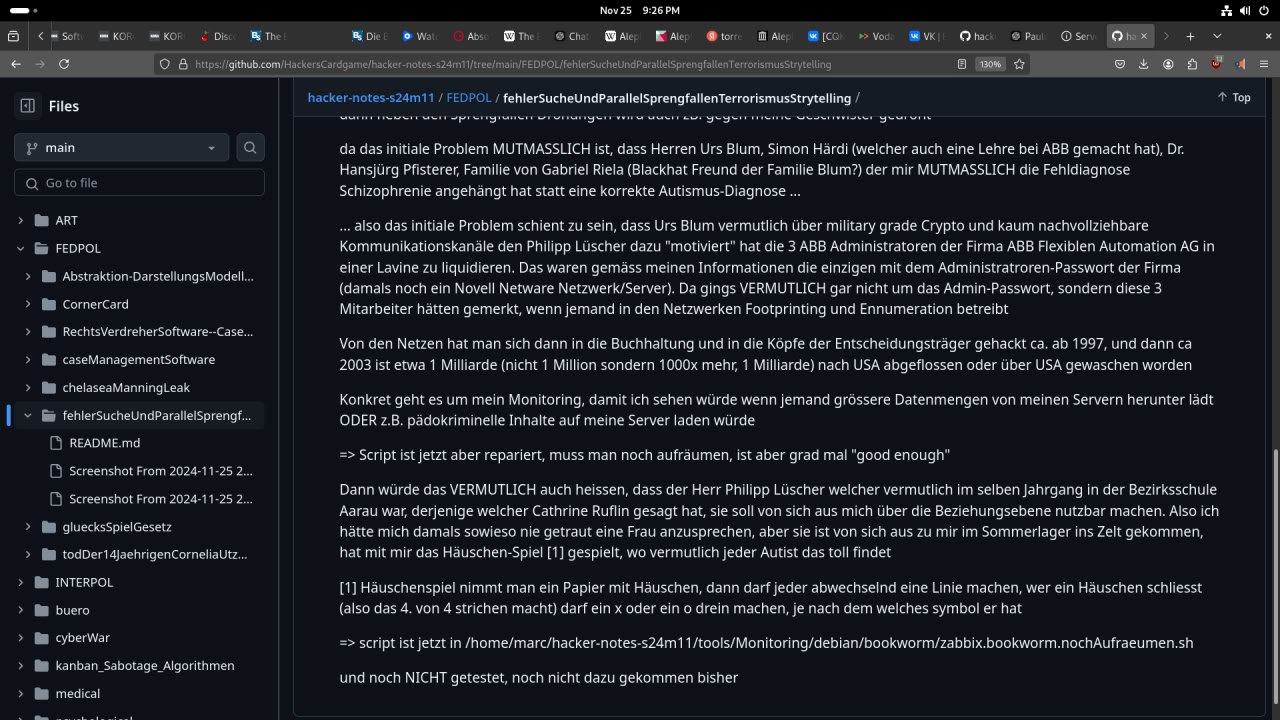 Nov 25 9:26 PM
Soft KOR KOR Disc The E Die E Wat Abso The E Chat Alep Alep torre Alep [CQK Voda VK | E hack Paul Serv ha
https://github.com/HackersCardgame/hacker-notes-s24m11/tree/main/FEDPOL/fehlerSucheUndParallelSprengfallenTerrorismusStrytelling 130%
Files
main
Go to file
ART
FEDPOL
Abstraktion-DarstellungsModell...
CornerCard
RechtsVerdreherSoftware--Case...
caseManagementSoftware
chelaseaManningLeak
fehlerSucheUndParallelSprengf...
README.md
Screenshot From 2024-11-25 2...
Screenshot From 2024-11-25 2...
gluecksSpielGesetz
todDer14JaehrigenCorneliaUtz...
INTERPOL
buero
cyberWar
kanban_Sabotage_Algorithmen
medical
psychological
hacker-notes-s24m11 / FEDPOL / fehlerSucheUndParallelSprengfallenTerrorismusStrytelling / Top
dann neben den Sprengfallen Drohungen wird auch zB. gegen meine Geschwister gedroht
da das initiale Problem MUTMASSLICH ist, dass Herren Urs Blum, Simon Härdi (welcher auch eine Lehre bei ABB gemacht hat), Dr.
Hansjürg Pfisterer, Familie von Gabriel Riela (Blackhat Freund der Familie Blum?) der mir MUTMASSLICH die Fehldiagnose
Schizophrenie angehängt hat statt eine korrekte Autismus-Diagnose ...
... also das initiale Problem schient zu sein, dass Urs Blum vermutlich über military grade Crypto und kaum nachvollziehbare
Kommunikationskanäle den Philipp Lüscher dazu "motiviert" hat die 3 ABB Administratoren der Firma ABB Flexiblen Automation AG in
einer Lavine zu liquidieren. Das waren gemäss meinen Informationen die einzigen mit dem Administratroren-Passwort der Firma
(damals noch ein Novell Netware Netzwerk/Server). Da gings VERMUTLICH gar nicht um das Admin-Passwort, sondern diese 3
Mitarbeiter hätten gemerkt, wenn jemand in den Netzwerken Footprinting und Ennumeration betreibt
Von den Netzen hat man sich dann in die Buchhaltung und in die Köpfe der Entscheidungsträger gehackt ca. ab 1997, und dann ca
2003 ist etwa 1 Milliarde (nicht 1 Million sondern 1000x mehr, 1 Milliarde) nach USA abgeflossen oder über USA gewaschen worden
Konkret geht es um mein Monitoring, damit ich sehen würde wenn jemand grössere Datenmengen von meinen Servern herunter lädt
ODER z.B. pädokriminelle Inhalte auf meine Server laden würde
=> Script ist jetzt aber repariert, muss man noch aufräumen, ist aber grad mal "good enough"
Dann würde das VERMUTLICH auch heissen, dass der Herr Philipp Lüscher welcher vermutlich im selben Jahrgang in der Bezirksschule
Aarau war, derjenige welcher Cathrine Ruflin gesagt hat, sie soll von sich aus mich über die Beziehungsebene nutzbar machen. Also ich
hätte mich damals sowieso nie getraut eine Frau anzusprechen, aber sie ist von sich aus zu mir im Sommerlager ins Zelt gekommen,
hat mit mir das Häuschen-Spiel [1] gespielt, wo vermutlich jeder Autist das toll findet
[1] Häuschenspiel nimmt man ein Papier mit Häuschen, dann darf jeder abwechselnd eine Linie machen, wer ein Häuschen schliesst
(also das 4. von 4 strichen macht) darf ein x oder ein o drein machen, je nach dem welches symbol er hat
=> script ist jetzt in /home/marc/hacker-notes-s24m11/tools/Monitoring/debian/bookworm/zabbix.bookworm.nochAufraeumen.sh
und noch NICHT getestet, noch nicht dazu gekommen bisher